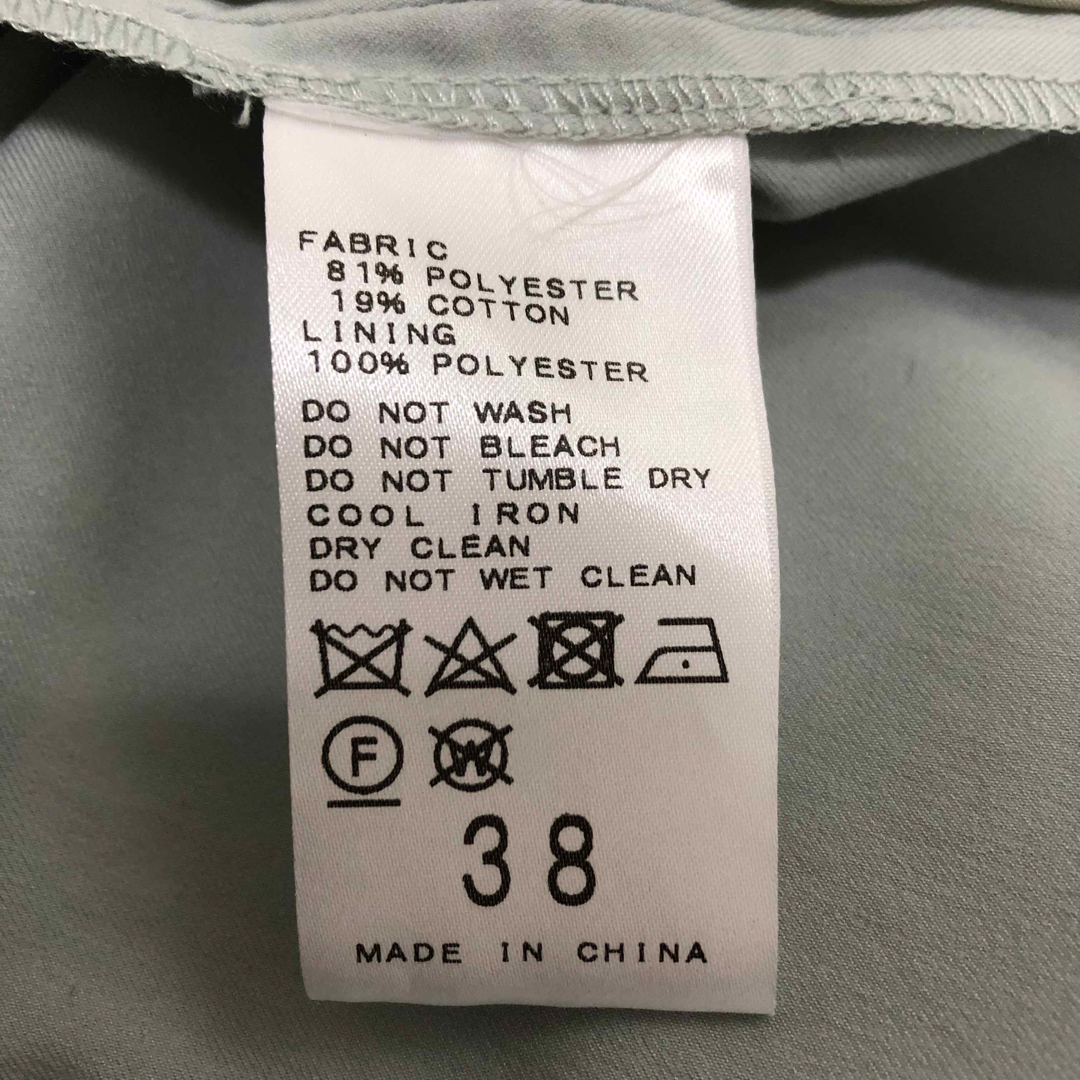 FABRIC
81% POLYESTER
19% COTTON
LINING
100% POLYESTER
DO NOT WASH
DO NOT BLEACH
DO NOT TUMBLE DRY
COOL IRON
DRY CLEAN
DO NOT WET CLEAN
F W
38
MADE IN CHINA